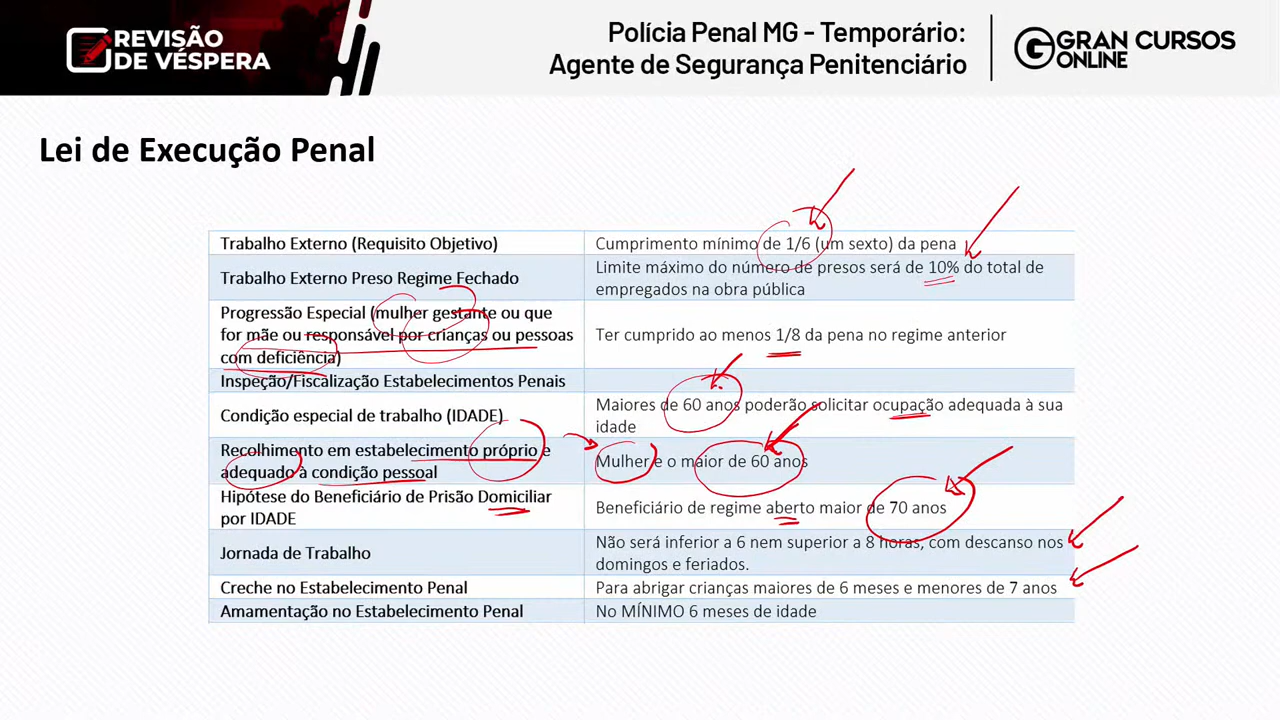 REVISÃO
DE VÉSPERA
Polícia Penal MG - Temporário:
Agente de Segurança Penitenciário
GRAN CURSOS
ONLINE
Lei de Execução Penal
Trabalho Externo (Requisito Objetivo)
Cumprimento mínimo de 1/6 (um sexto) da pena
Trabalho Externo Preso Regime Fechado
Limite máximo do número de presos será de 10% do total de
empregados na obra pública
Progressão Especial (mulher gestante ou que
for mãe ou responsável por crianças ou pessoas
com deficiência)
Ter cumprido ao menos 1/8 da pena no regime anterior
Inspeção/Fiscalização Estabelecimentos Penais
Condição especial de trabalho (IDADE)
Maiores de 60 anos poderão solicitar ocupação adequada à sua
idade
Recolhimento em estabelecimento próprio e
adequado à condição pessoal
Mulher e o maior de 60 anos
Hipótese do Beneficiário de Prisão Domiciliar
por IDADE
Beneficiário de regime aberto maior de 70 anos
Jornada de Trabalho
Não será inferior a 6 nem superior a 8 horas, com descanso nos
domingos e feriados.
Creche no Estabelecimento Penal
Para abrigar crianças maiores de 6 meses e menores de 7 anos
Amamentação no Estabelecimento Penal
No MÍNIMO 6 meses de idade